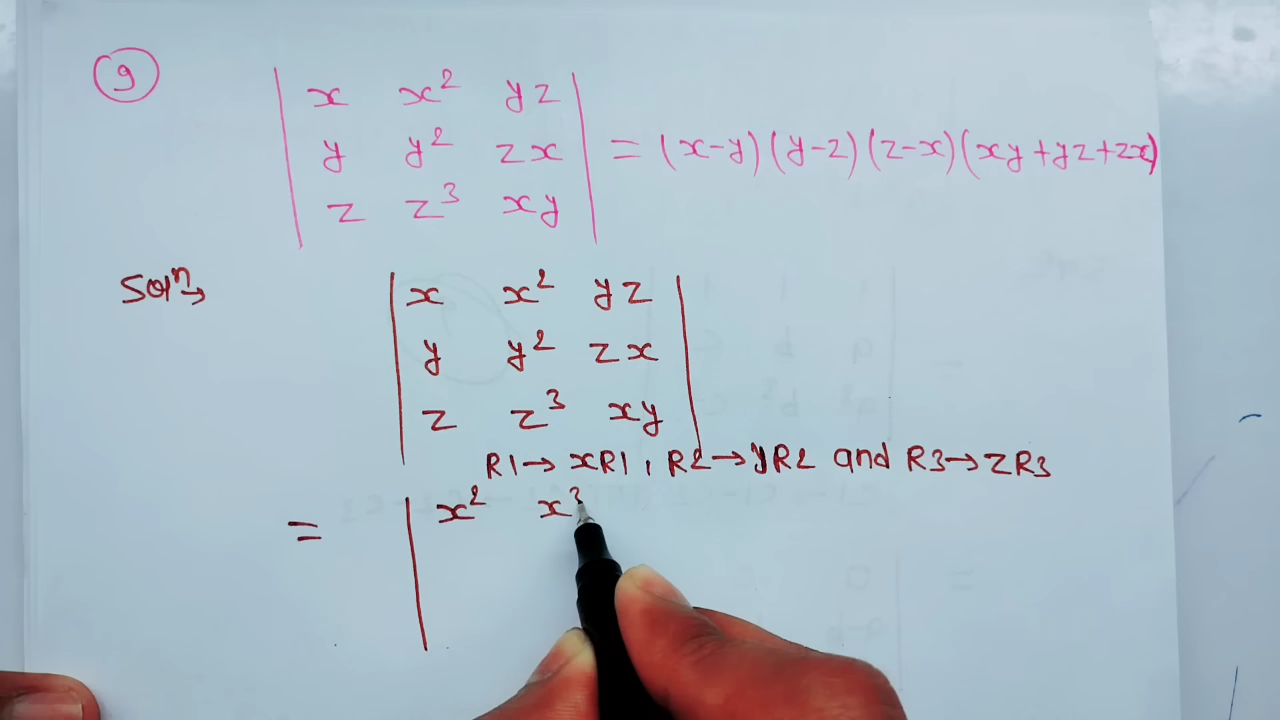 9
x x² yz
y y² zx = (x-y)(y-z)(z-x)(xy+yz+zx)
z z³ xy
Solⁿ→
x x² yz
y y² zx
z z³ xy
R1→xR1, R2→yR2 and R3→zR3
= x² x³